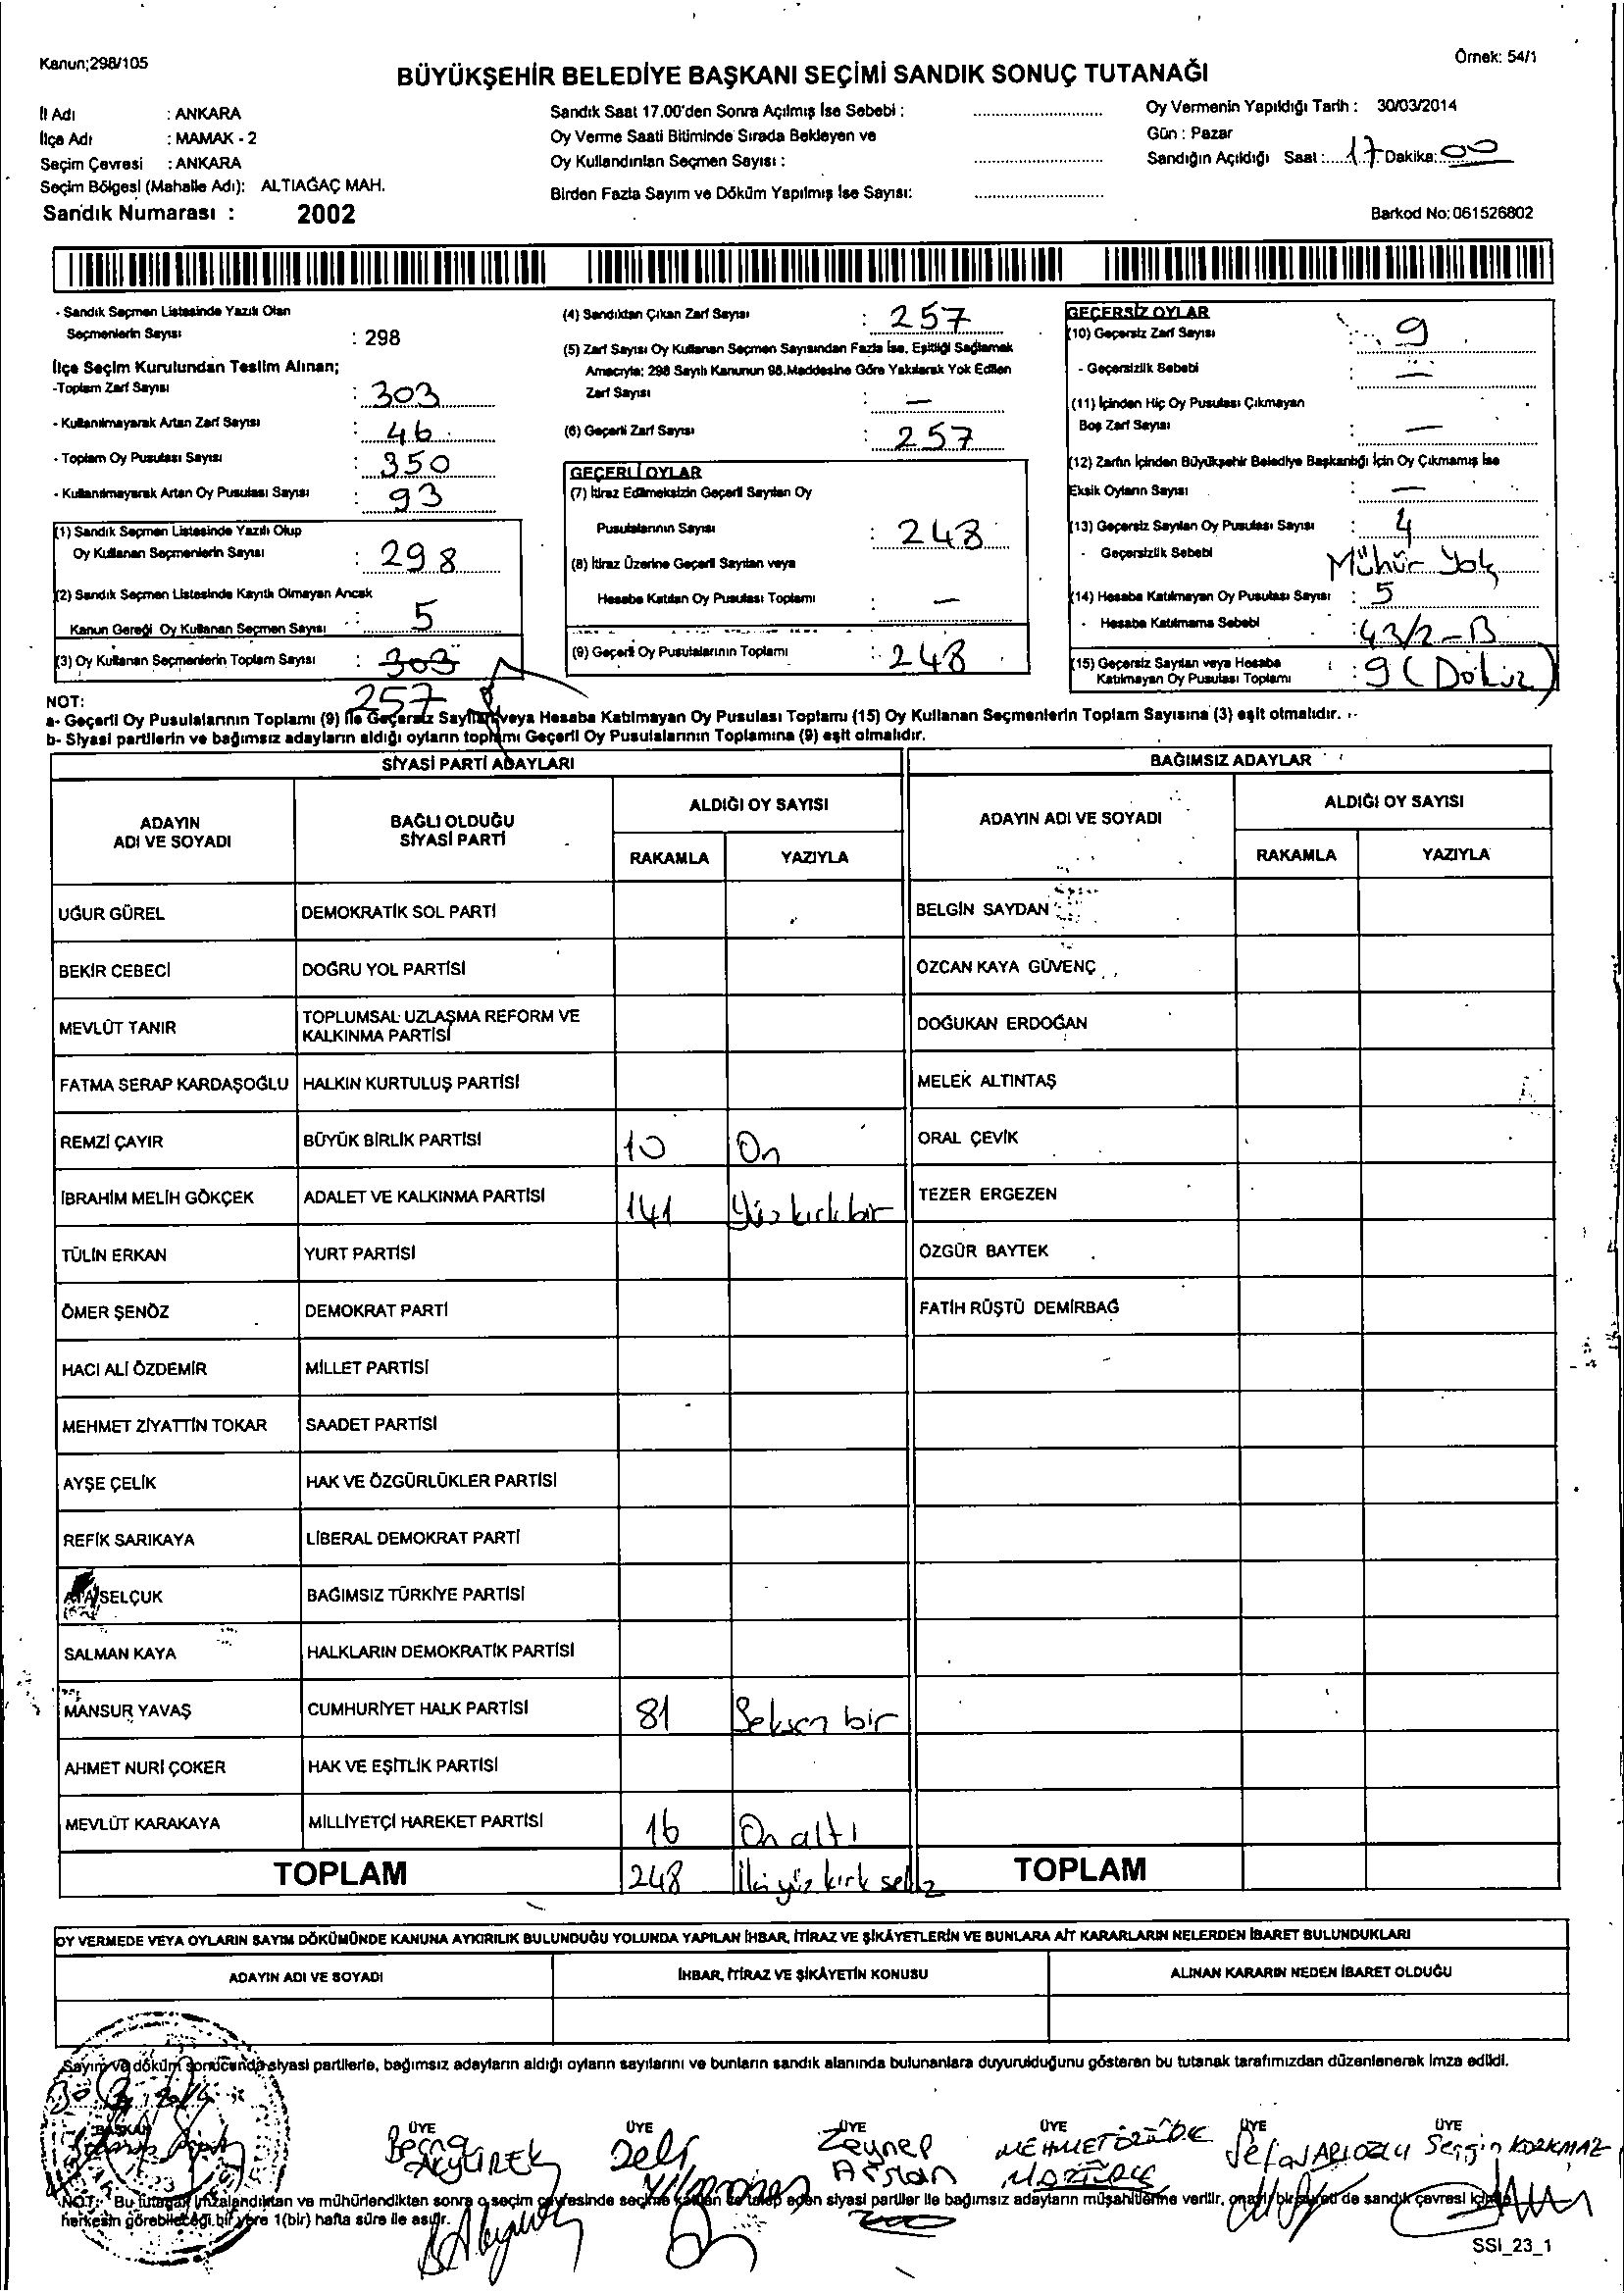 Kanun;298/105
Örnek: 54/1
BÜYÜKŞEHİR BELEDİYE BAŞKANI SEÇİMİ SANDIK SONUÇ TUTANAĞI
İl Adı : ANKARA
İlçe Adı : MAMAK - 2
Seçim Çevresi : ANKARA
Seçim Bölgesi (Mahalle Adı): ALTIAĞAÇ MAH.
Sandık Numarası : 2002
Sandık Saat 17.00'den Sonra Açılmış İse Sebebi :
Oy Verme Saati Bitiminde Sırada Bekleyen ve
Oy Kullandırılan Seçmen Sayısı :
Birden Fazla Sayım ve Döküm Yapılmış İse Sayısı:
Oy Vermenin Yapıldığı Tarih : 30/03/2014
Gün : Pazar
Sandığın Açıldığı Saat : 17 Dakika: 00
Barkod No: 061526802
- Sandık Seçmen Listesinde Yazılı Olan
Seçmenlerin Sayısı : 298
İlçe Seçim Kurulundan Teslim Alınan;
-Toplam Zarf Sayısı : 303
- Kullanılmayarak Artan Zarf Sayısı : 46
- Toplam Oy Pusulası Sayısı : 350
- Kullanılmayarak Artan Oy Pusulası Sayısı : 93
(1) Sandık Seçmen Listesinde Yazılı Olup
Oy Kullanan Seçmenlerin Sayısı : 298
(2) Sandık Seçmen Listesinde Kayıtlı Olmayan Ancak
Kanun Gereği Oy Kullanan Seçmen Sayısı : 5
(3) Oy Kullanan Seçmenlerin Toplam Sayısı : 303
257
(4) Sandıktan Çıkan Zarf Sayısı : 257
(5) Zarf Sayısı Oy Kullanan Seçmen Sayısından Fazla İse, Eşitliği Sağlamak
Amacıyla; 298 Sayılı Kanunun 98.Maddesine Göre Yakılarak Yok Edilen
Zarf Sayısı : —
(6) Geçerli Zarf Sayısı : 257
GEÇERLİ OYLAR
(7) İtiraz Edilmeksizin Geçerli Sayılan Oy
Pusulalarının Sayısı : 248
(8) İtiraz Üzerine Geçerli Sayılan veya
Hesaba Katılan Oy Pusulası Toplamı : —
(9) Geçerli Oy Pusulalarının Toplamı : 248
GEÇERSİZ OYLAR
(10) Geçersiz Zarf Sayısı : 9
- Geçersizlik Sebebi : —
(11) İçinden Hiç Oy Pusulası Çıkmayan
Boş Zarf Sayısı : —
(12) Zarfın İçinden Büyükşehir Belediye Başkanlığı İçin Oy Çıkmamış İse
Eksik Oyların Sayısı : —
(13) Geçersiz Sayılan Oy Pusulası Sayısı : 4
- Geçersizlik Sebebi Mühür Yok
(14) Hesaba Katılmayan Oy Pusulası Sayısı : 5
- Hesaba Katılmama Sebebi : 43/2-B
(15) Geçersiz Sayılan veya Hesaba
Katılmayan Oy Pusulası Toplamı : 9 (Dokuz)
NOT:
a- Geçerli Oy Pusulalarının Toplamı (9) ile Geçersiz Sayılan veya Hesaba Katılmayan Oy Pusulası Toplamı (15) Oy Kullanan Seçmenlerin Toplam Sayısına (3) eşit olmalıdır.
b- Siyasi partilerin ve bağımsız adayların aldığı oyların toplamı Geçerli Oy Pusulalarının Toplamına (9) eşit olmalıdır.
SİYASİ PARTİ ADAYLARI
BAĞIMSIZ ADAYLAR
ADAYIN ADI VE SOYADI
BAĞLI OLDUĞU SİYASİ PARTİ
ALDIĞI OY SAYISI
RAKAMLA YAZIYLA
ADAYIN ADI VE SOYADI
ALDIĞI OY SAYISI
RAKAMLA YAZIYLA
UĞUR GÜREL DEMOKRATİK SOL PARTİ BELGİN SAYDAN
BEKİR CEBECİ DOĞRU YOL PARTİSİ ÖZCAN KAYA GÜVENÇ
MEVLÜT TANIR TOPLUMSAL UZLAŞMA REFORM VE KALKINMA PARTİSİ DOĞUKAN ERDOĞAN
FATMA SERAP KARDAŞOĞLU HALKIN KURTULUŞ PARTİSİ MELEK ALTINTAŞ
REMZİ ÇAYIR BÜYÜK BİRLİK PARTİSİ 10 On ORAL ÇEVİK
İBRAHİM MELİH GÖKÇEK ADALET VE KALKINMA PARTİSİ 141 Yüz kırk bir TEZER ERGEZEN
TÜLİN ERKAN YURT PARTİSİ ÖZGÜR BAYTEK
ÖMER ŞENÖZ DEMOKRAT PARTİ FATİH RÜŞTÜ DEMİRBAĞ
HACI ALİ ÖZDEMİR MİLLET PARTİSİ
MEHMET ZİYATTİN TOKAR SAADET PARTİSİ
AYŞE ÇELİK HAK VE ÖZGÜRLÜKLER PARTİSİ
REFİK SARIKAYA LİBERAL DEMOKRAT PARTİ
SELÇUK BAĞIMSIZ TÜRKİYE PARTİSİ
SALMAN KAYA HALKLARIN DEMOKRATİK PARTİSİ
MANSUR YAVAŞ CUMHURİYET HALK PARTİSİ 81 Seksen bir
AHMET NURİ ÇOKER HAK VE EŞİTLİK PARTİSİ
MEVLÜT KARAKAYA MİLLİYETÇİ HAREKET PARTİSİ 16 On altı
TOPLAM 248 İki yüz kırk sekiz TOPLAM
OY VERMEDE VEYA OYLARIN SAYIM DÖKÜMÜNDE KANUNA AYKIRILIK BULUNDUĞU YOLUNDA YAPILAN İHBAR, İTİRAZ VE ŞİKÂYETLERİN VE BUNLARA AİT KARARLARIN NELERDEN İBARET BULUNDUKLARI
ADAYIN ADI VE SOYADI İHBAR, İTİRAZ VE ŞİKÂYETİN KONUSU ALINAN KARARIN NEDEN İBARET OLDUĞU
Sayım ve döküm sonucunda siyasi partilerle, bağımsız adayların aldığı oyların sayılarını ve bunların sandık alanında bulunanlara duyurulduğunu gösteren bu tutanak tarafımızdan düzenlenerek imza edildi.
BAŞKAN ÜYE ÜYE ÜYE ÜYE ÜYE ÜYE
AKYÜREK Zeynep Arslan MEHMET Sefa Sezgin KORKMAZ
NOT: Bu tutanak imzalandıktan ve mühürlendikten sonra o seçim çevresinde seçime katılan ve talep eden siyasi partiler ile bağımsız adayların müşahitlerine verilir, onaylı bir sureti de sandık çevresi içinde
herkesin görebileceği bir yere 1(bir) hafta süre ile asılır.
SSI_23_1